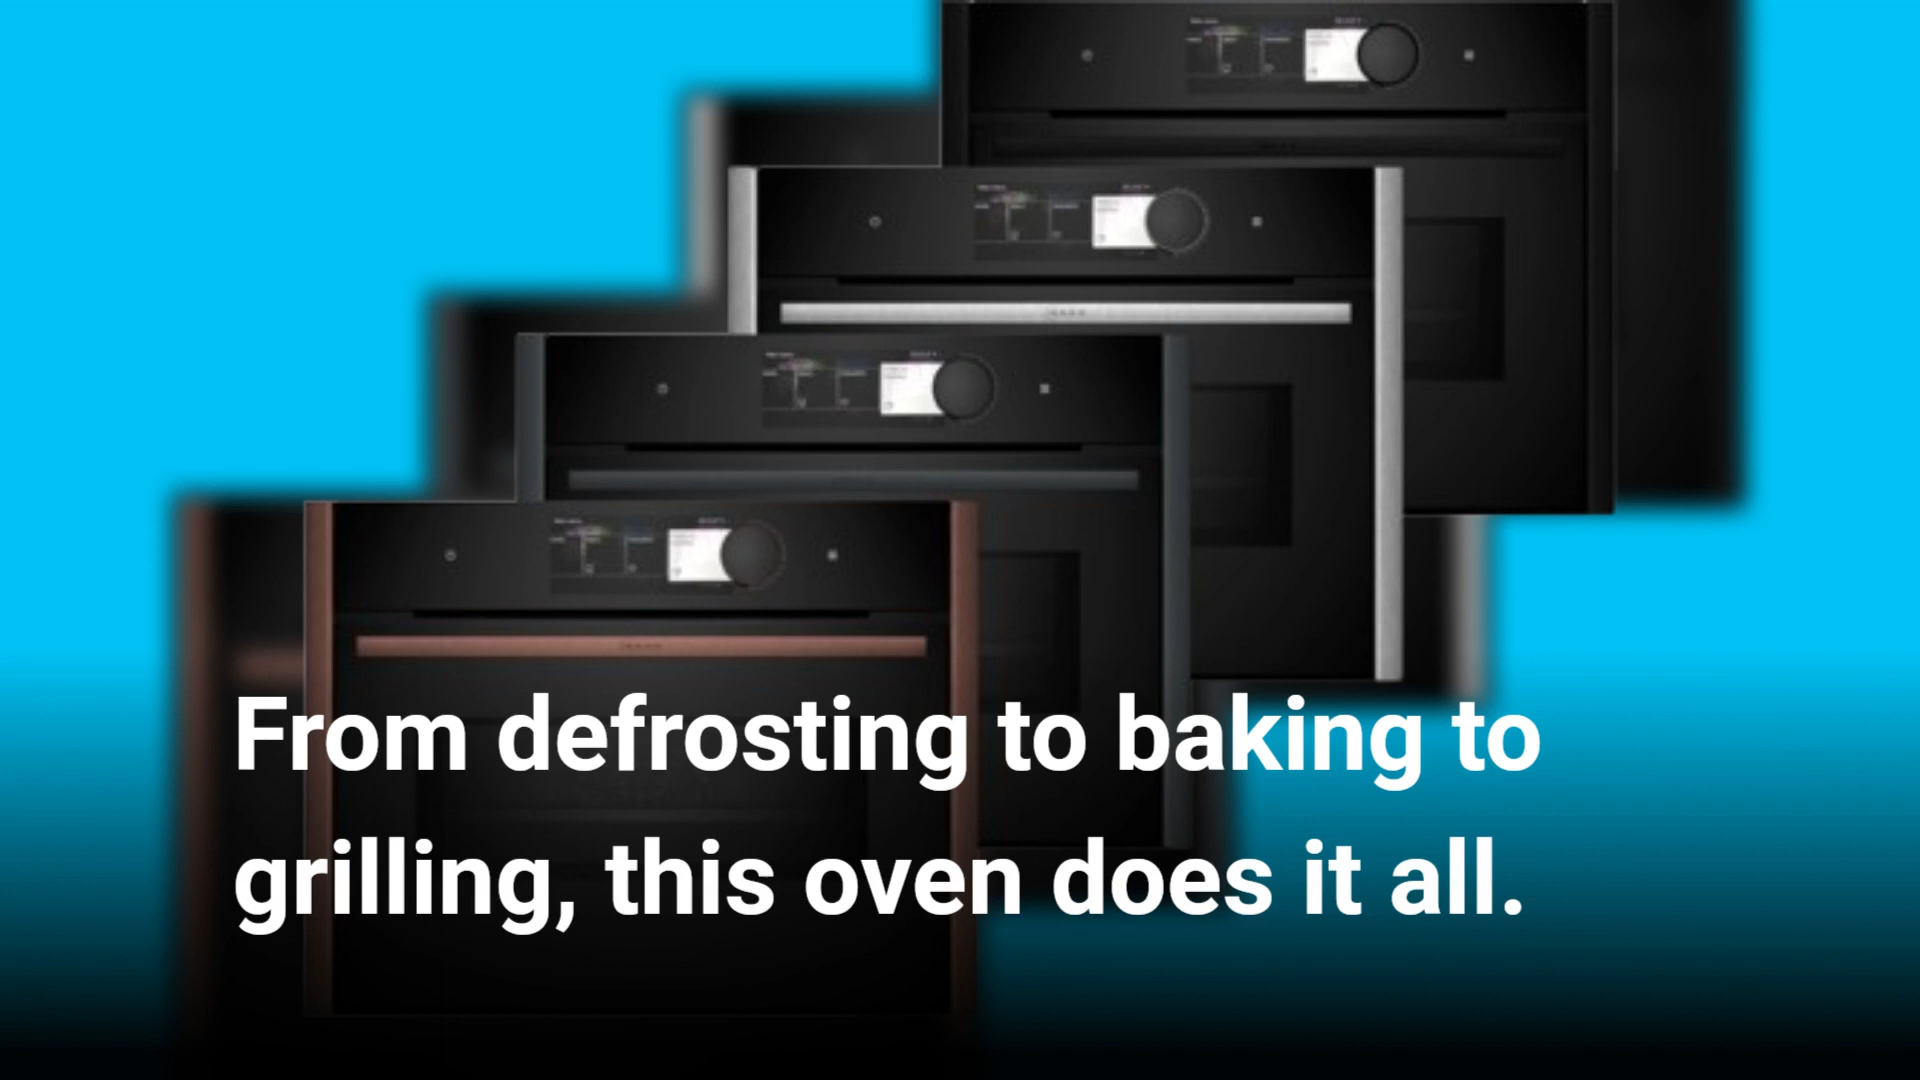 From defrosting to baking to
grilling, this oven does it all.